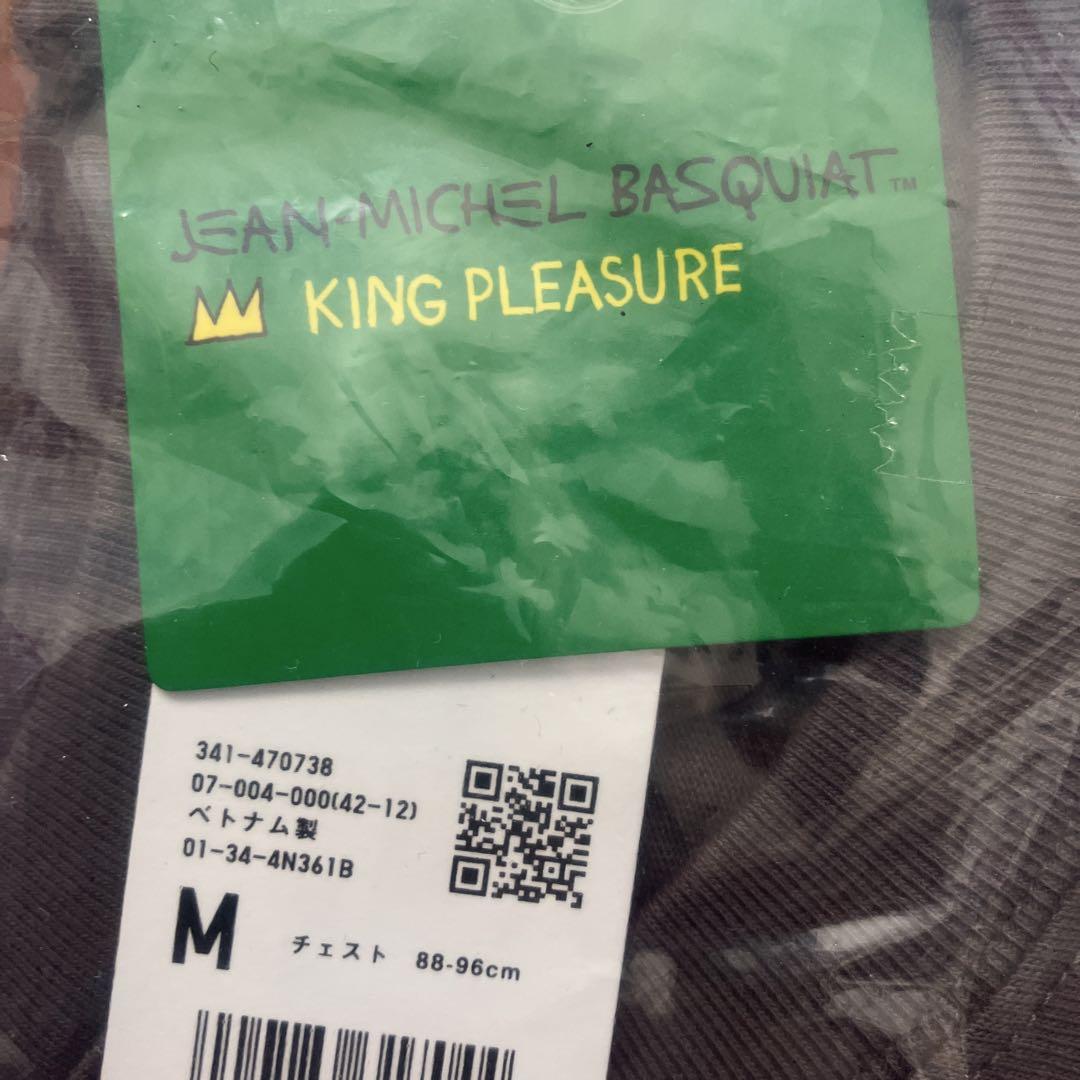 JEAN-MICHEL BASQUIAT™
KING PLEASURE
341-470738
07-004-000(42-12)
ベトナム製
01-34-4N361B
M チェスト 88-96cm